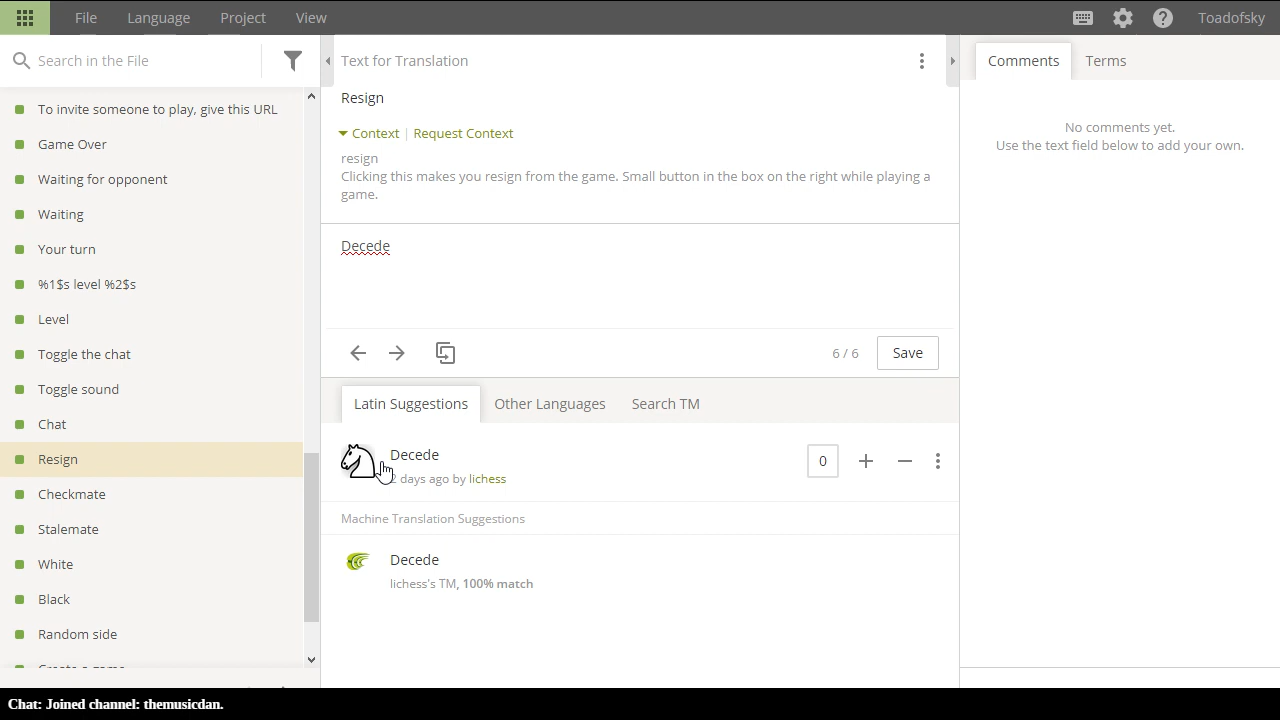 File Language Project View Toadofsky
Search in the File
To invite someone to play, give this URL
Game Over
Waiting for opponent
Waiting
Your turn
%1$s level %2$s
Level
Toggle the chat
Toggle sound
Chat
Resign
Checkmate
Stalemate
White
Black
Random side
Text for Translation
Resign
Context | Request Context
resign
Clicking this makes you resign from the game. Small button in the box on the right while playing a
game.
Decede
6 / 6 Save
Latin Suggestions Other Languages Search TM
Decede
2 days ago by lichess
0
Machine Translation Suggestions
Decede
lichess's TM, 100% match
Comments Terms
No comments yet.
Use the text field below to add your own.
Chat: Joined channel: themusicdan.